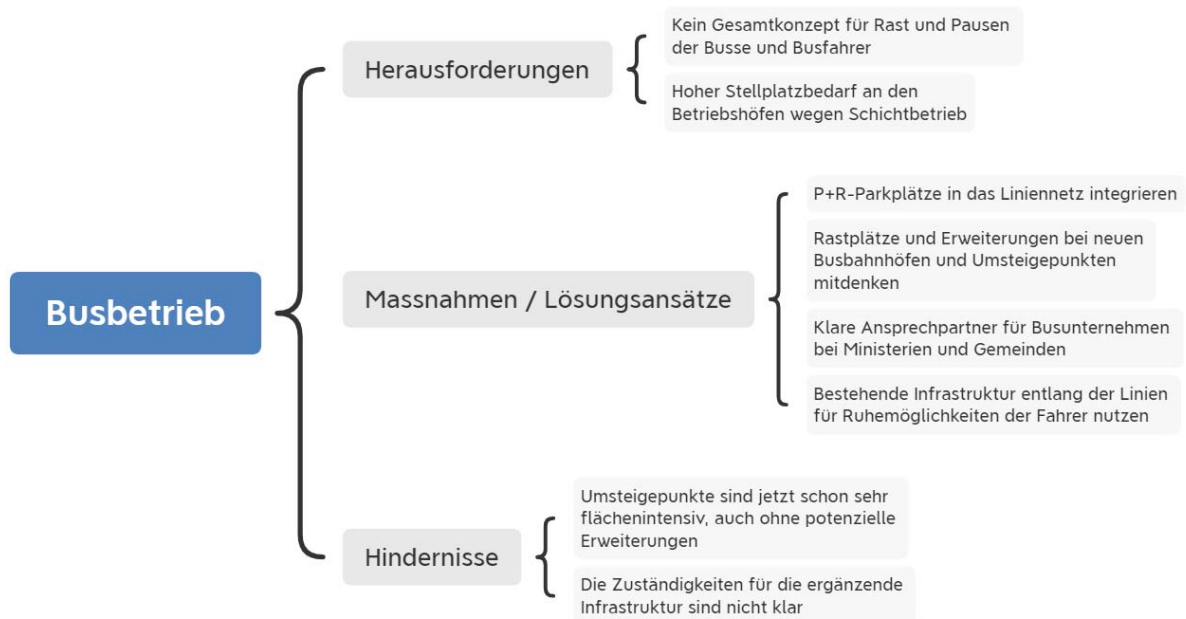 Busbetrieb
Herausforderungen
Kein Gesamtkonzept für Rast und Pausen
der Busse und Busfahrer
Hoher Stellplatzbedarf an den
Betriebshöfen wegen Schichtbetrieb
Massnahmen / Lösungsansätze
P+R-Parkplätze in das Liniennetz integrieren
Rastplätze und Erweiterungen bei neuen
Busbahnhöfen und Umsteigepunkten
mitdenken
Klare Ansprechpartner für Busunternehmen
bei Ministerien und Gemeinden
Bestehende Infrastruktur entlang der Linien
für Ruhemöglichkeiten der Fahrer nutzen
Hindernisse
Umsteigepunkte sind jetzt schon sehr
flächenintensiv, auch ohne potenzielle
Erweiterungen
Die Zuständigkeiten für die ergänzende
Infrastruktur sind nicht klar